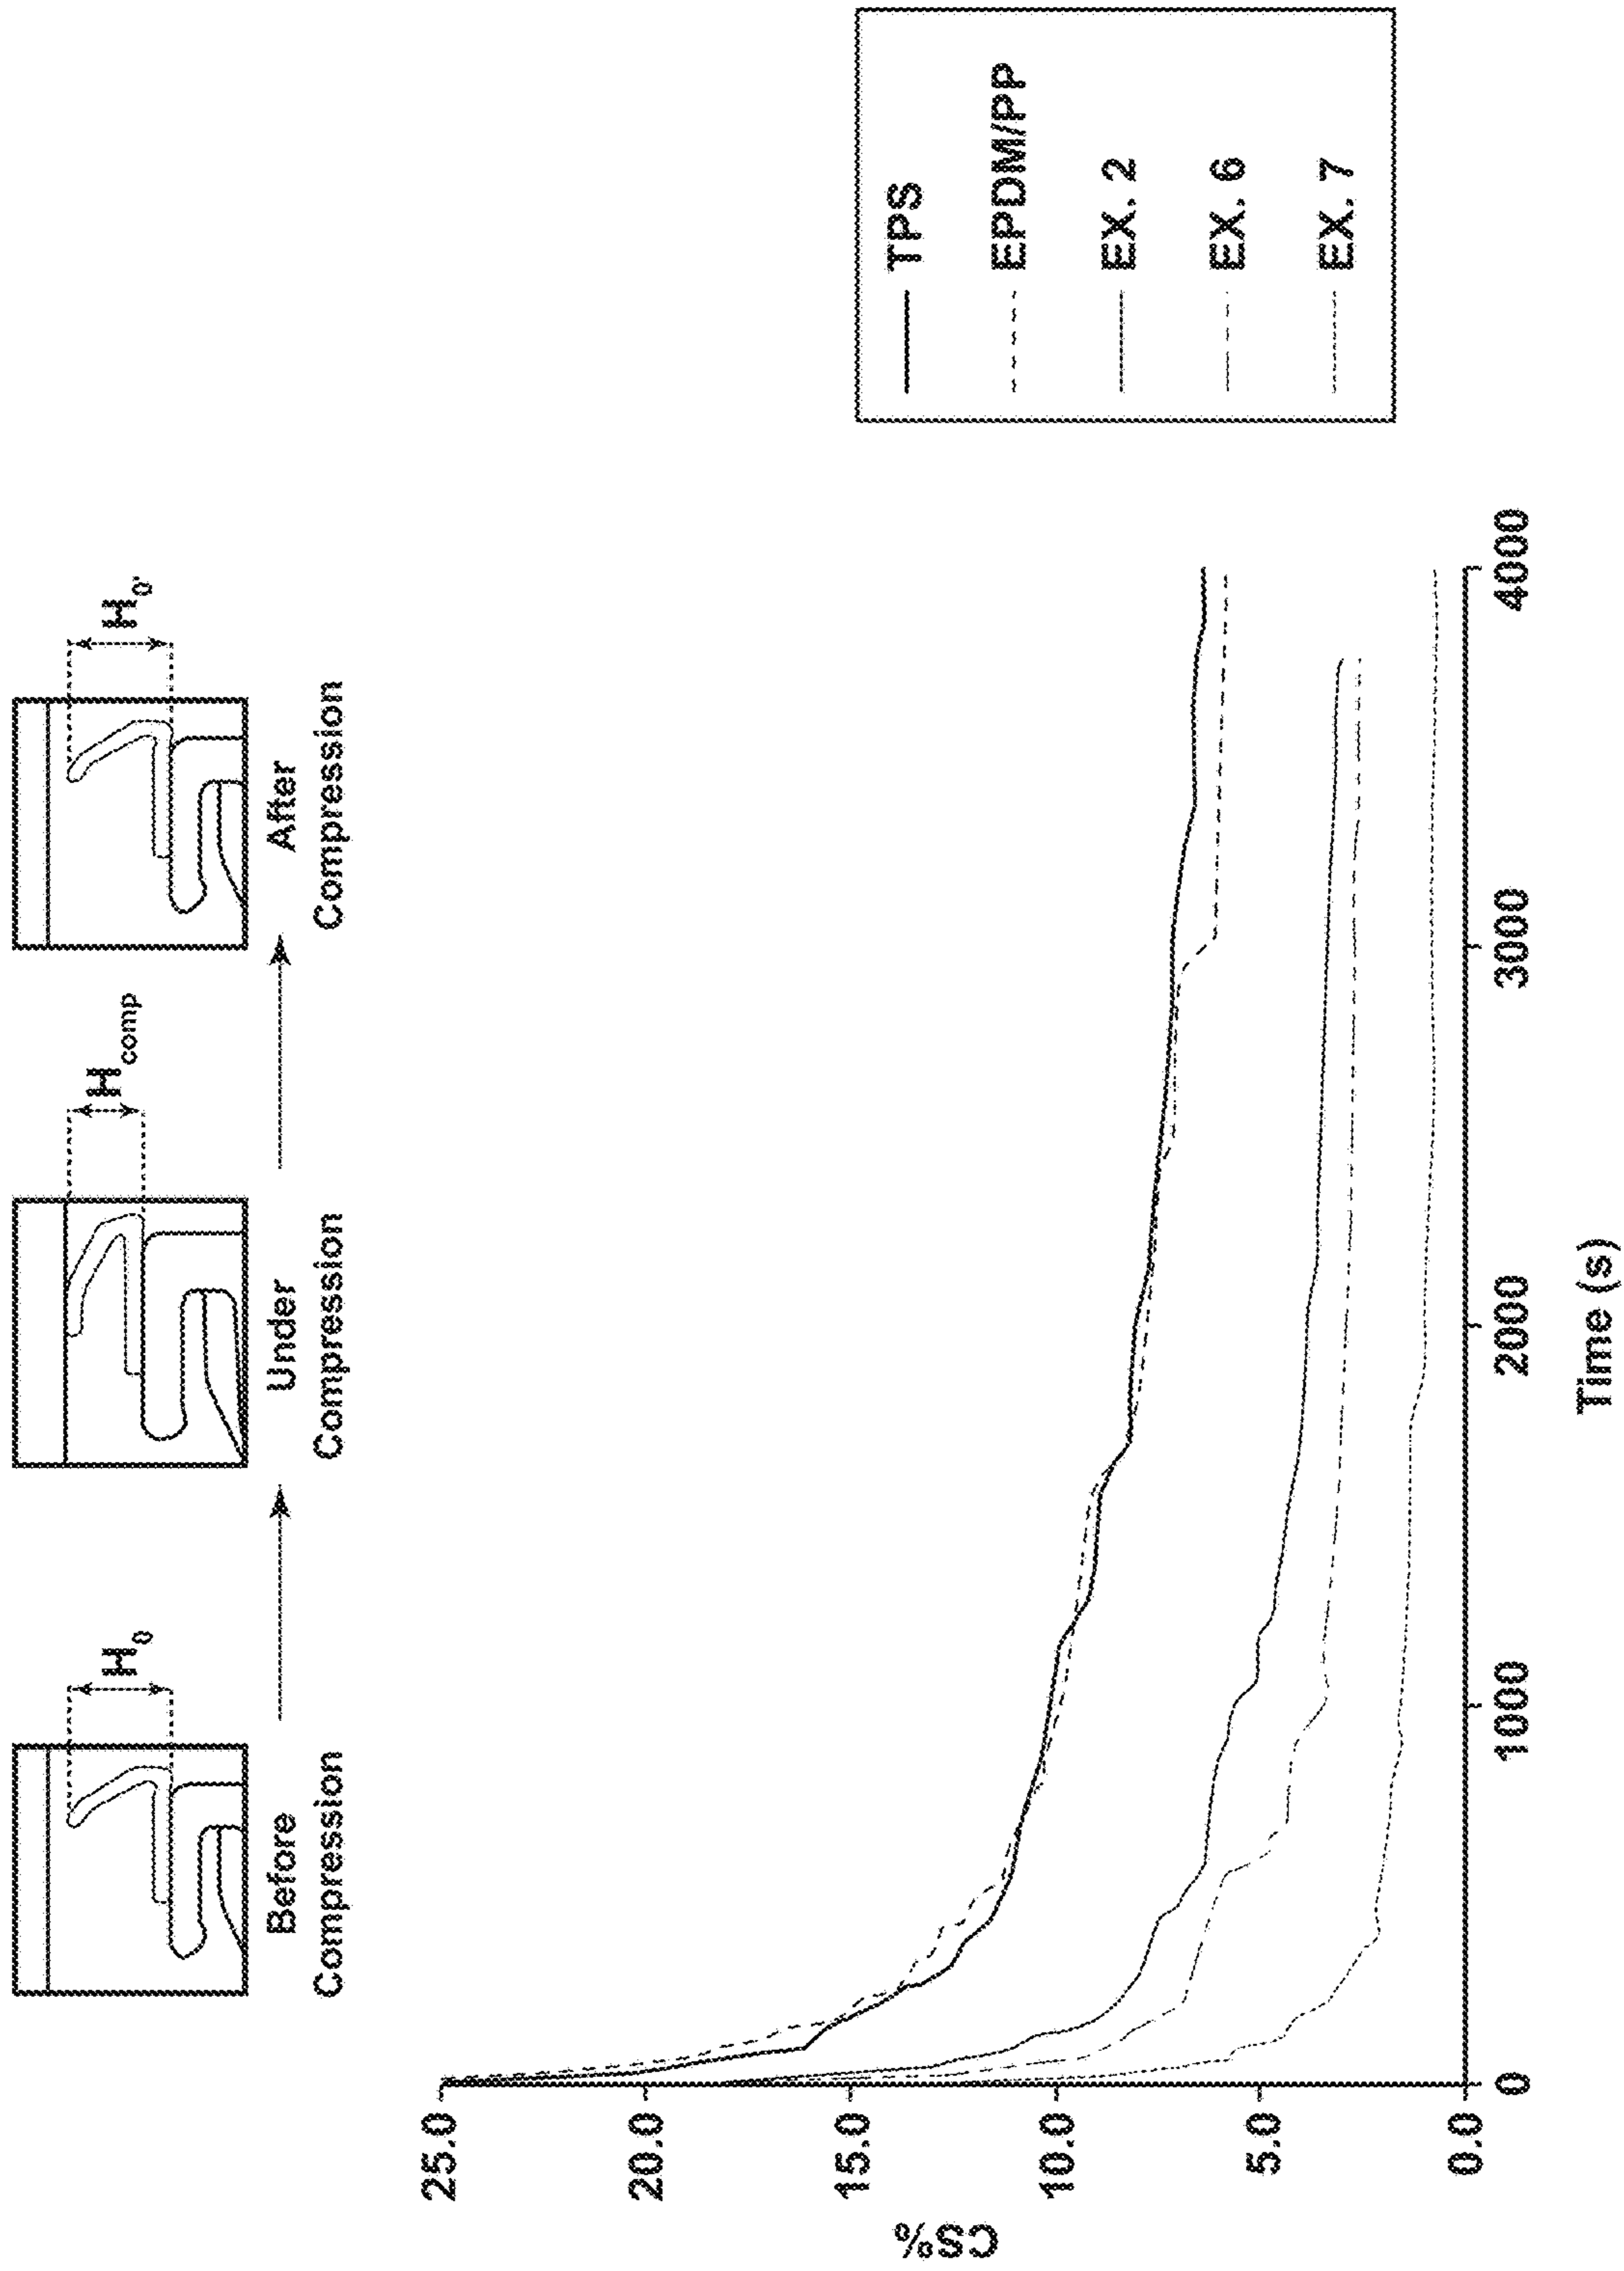 H0
Hcomp
H0'
Before
Compression
Under
Compression
After
Compression
25.0
20.0
15.0
10.0
5.0
0.0
CS%
0
1000
2000
3000
4000
Time (s)
TPS
EPDM/PP
EX. 2
EX. 6
EX. 7